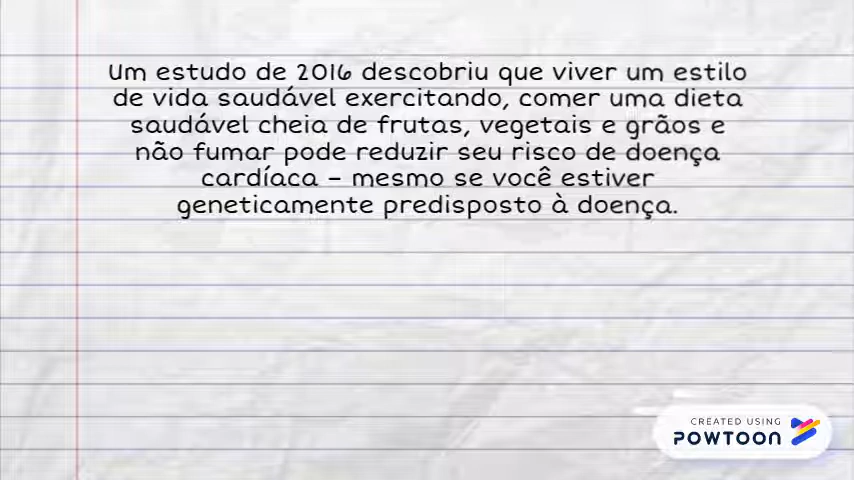 Um estudo de 2016 descobriu que viver um estilo
de vida saudável exercitando, comer uma dieta
saudável cheia de frutas, vegetais e grãos e
não fumar pode reduzir seu risco de doença
cardíaca – mesmo se você estiver
geneticamente predisposto à doença.
CREATED USING
POWTOON